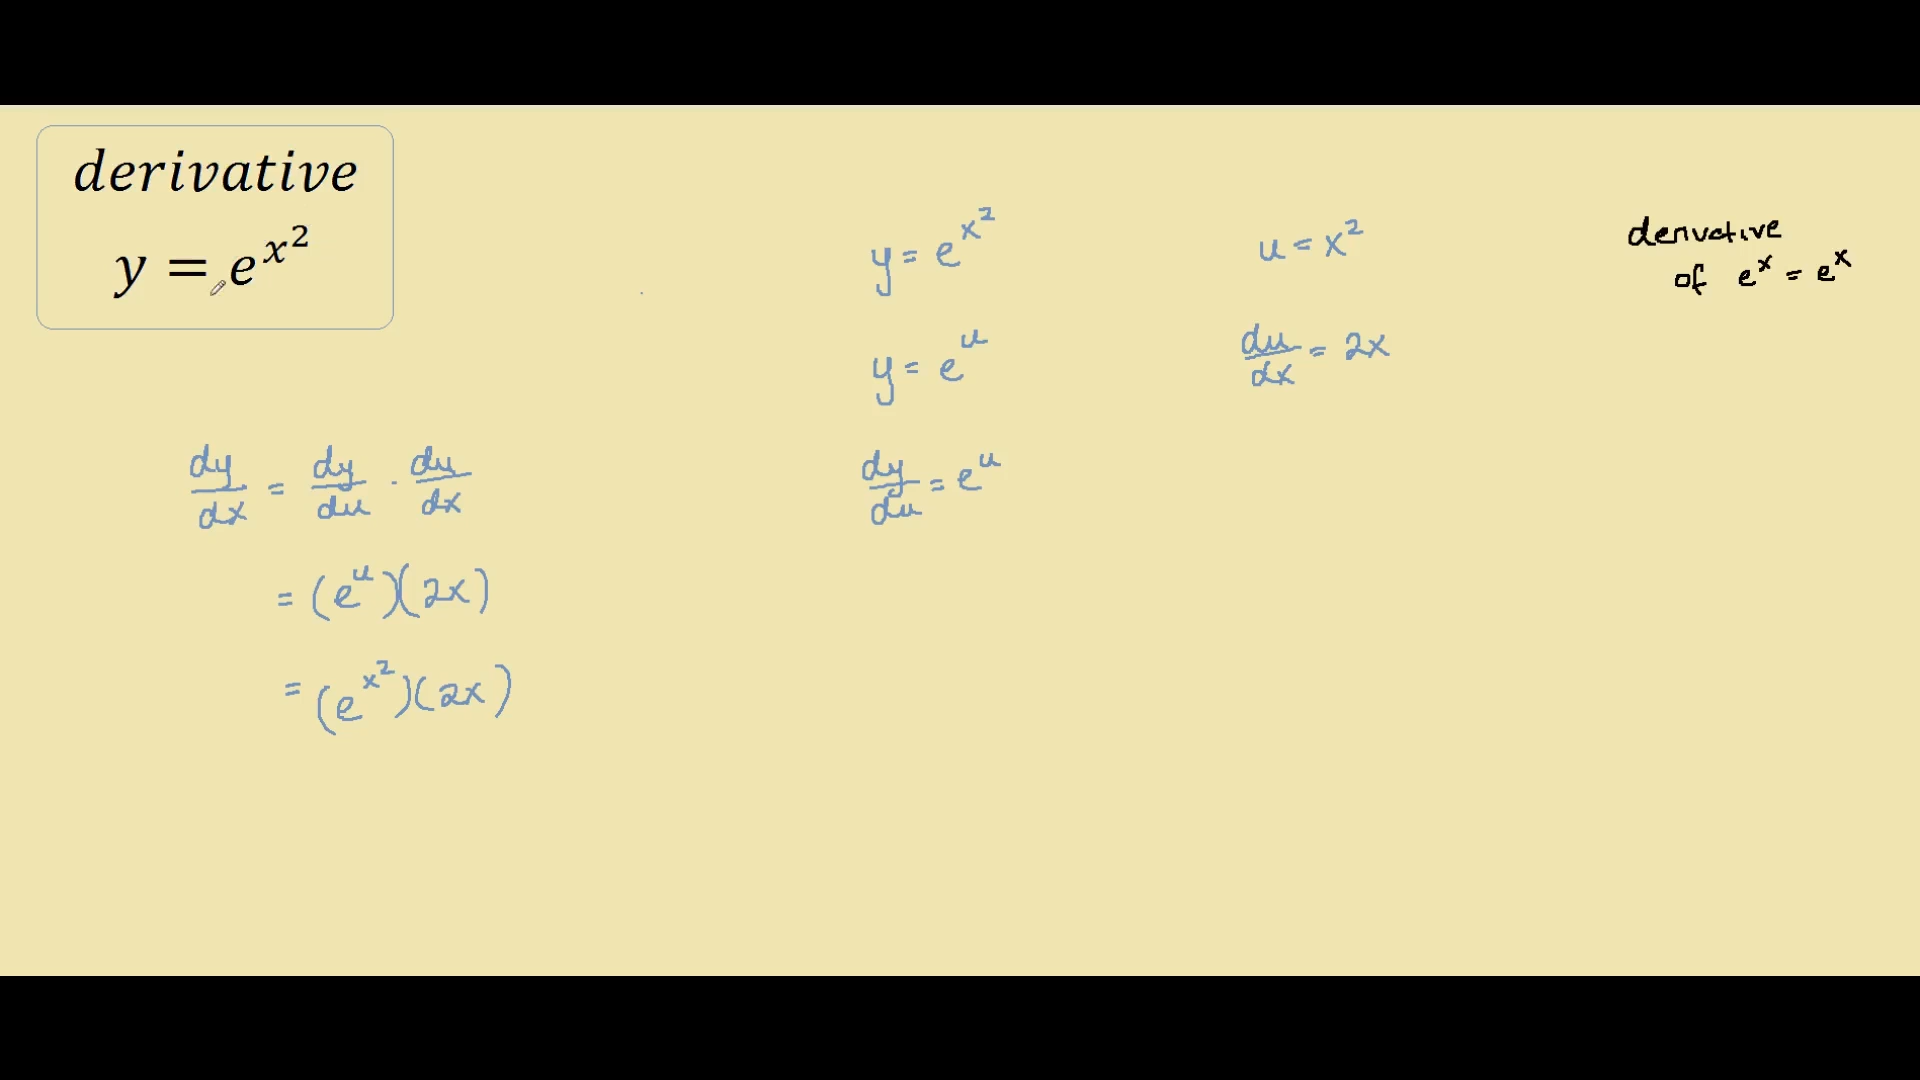 derivative
y = e^{x^2}
y = e^{x^2}
y = e^u
dy/du = e^u
u = x^2
du/dx = 2x
derivative
of e^x = e^x
dy/dx = dy/du · du/dx
= (e^u)(2x)
= (e^{x^2})(2x)